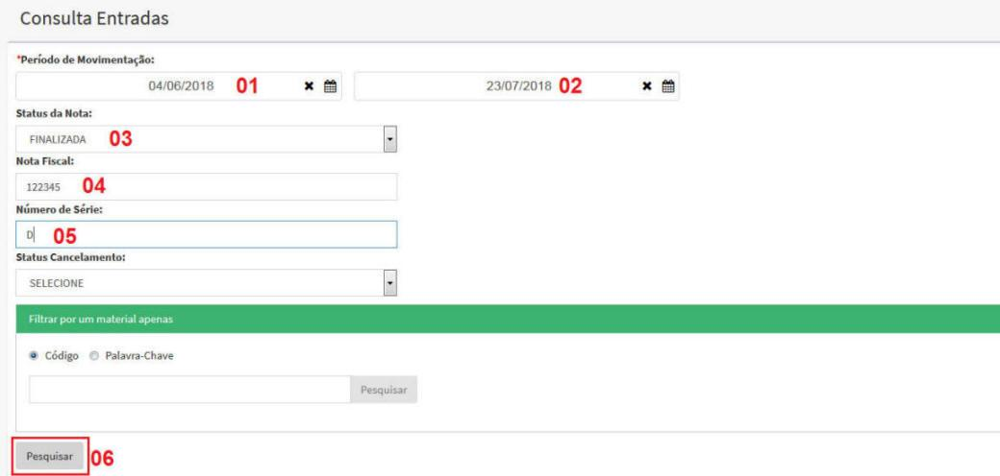 Consulta Entradas
*Período de Movimentação:
04/06/2018 01 23/07/2018 02
Status da Nota:
FINALIZADA 03
Nota Fiscal:
122345 04
Número de Série:
D 05
Status Cancelamento:
SELECIONE
Filtrar por um material apenas
Código Palavra-Chave
Pesquisar
Pesquisar 06